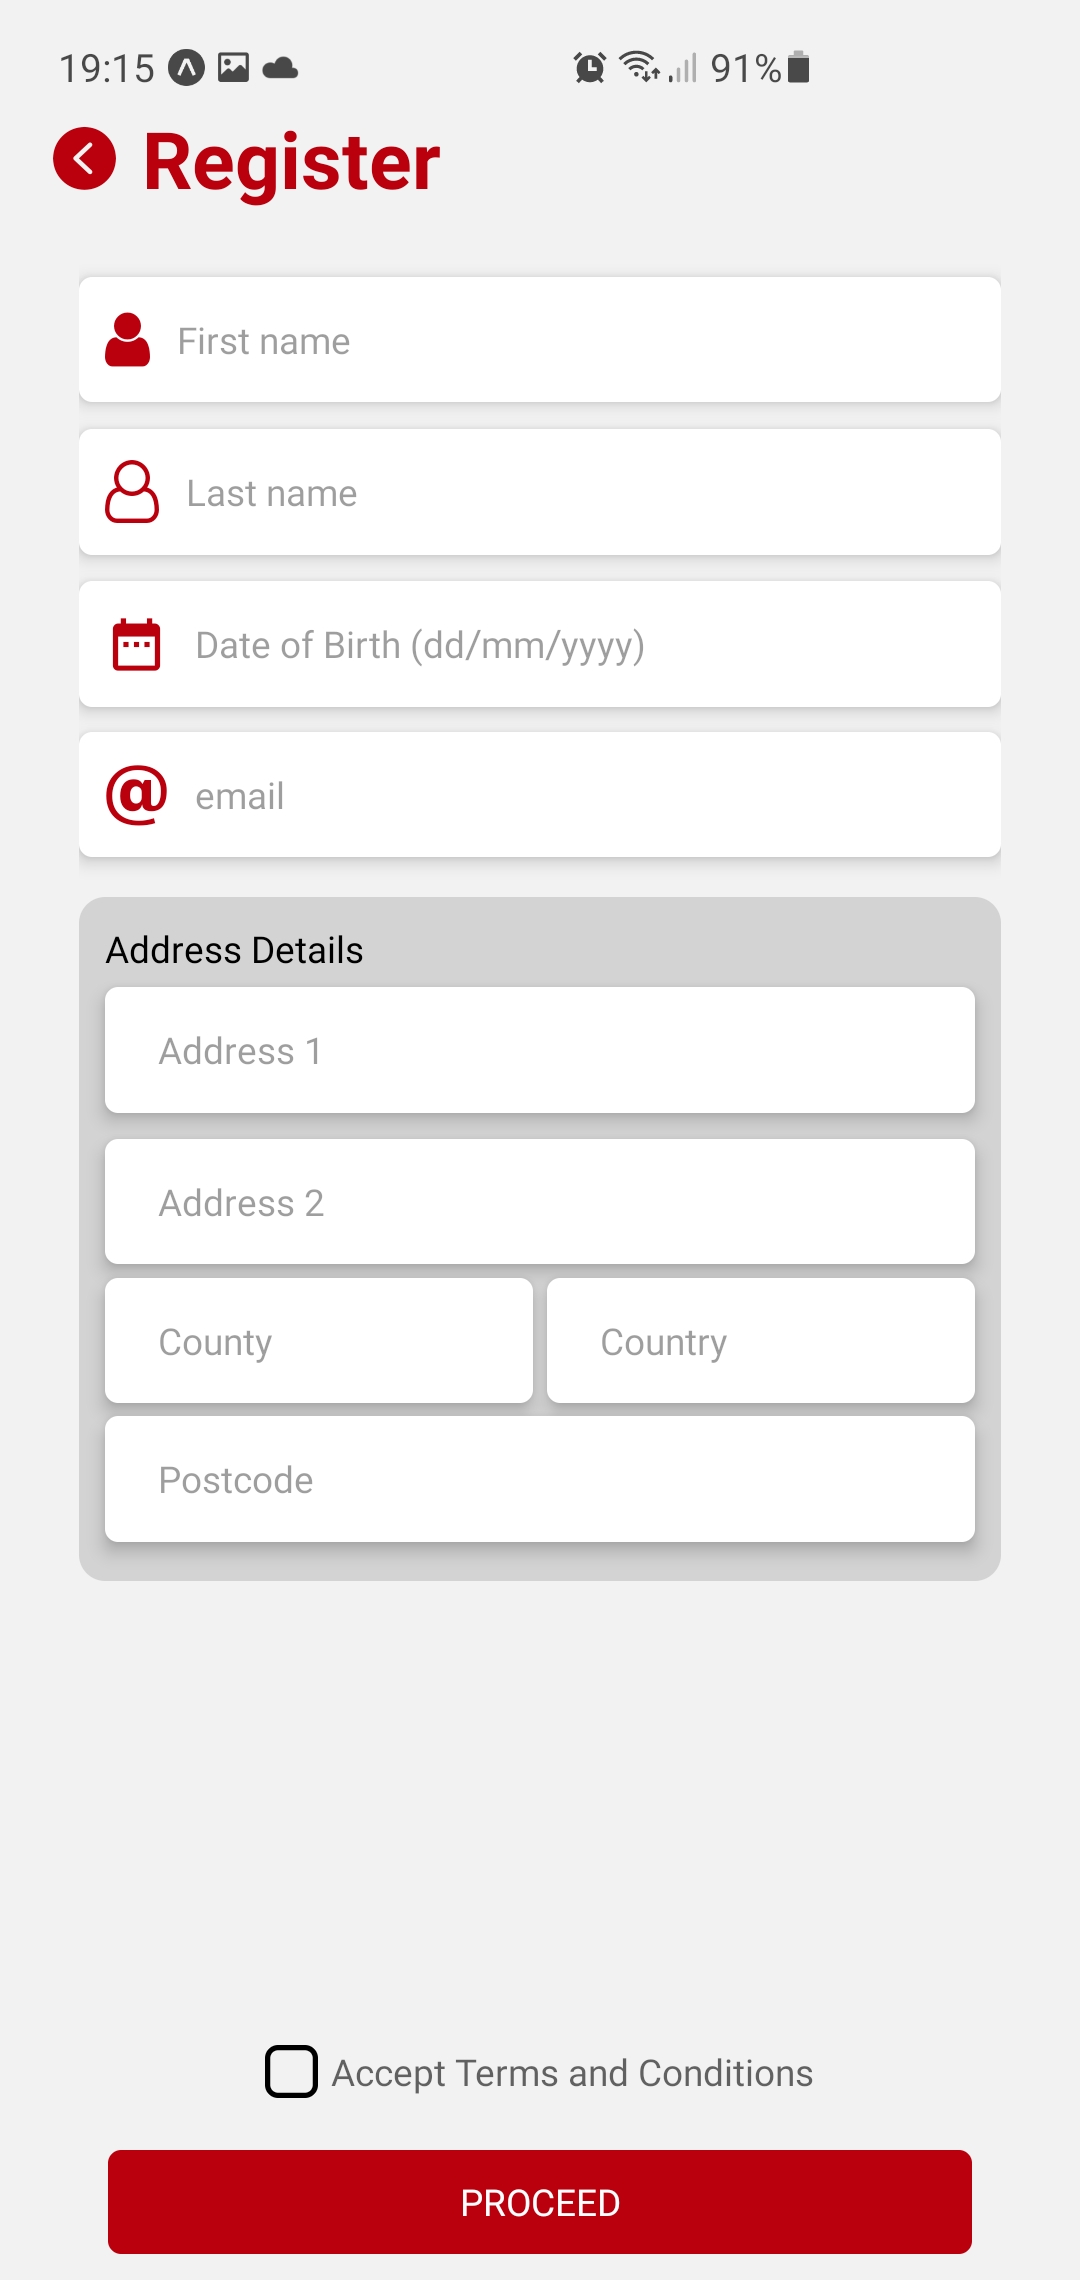 19:15 91%
Register
First name
Last name
Date of Birth (dd/mm/yyyy)
@ email
Address Details
Address 1
Address 2
County Country
Postcode
Accept Terms and Conditions
PROCEED